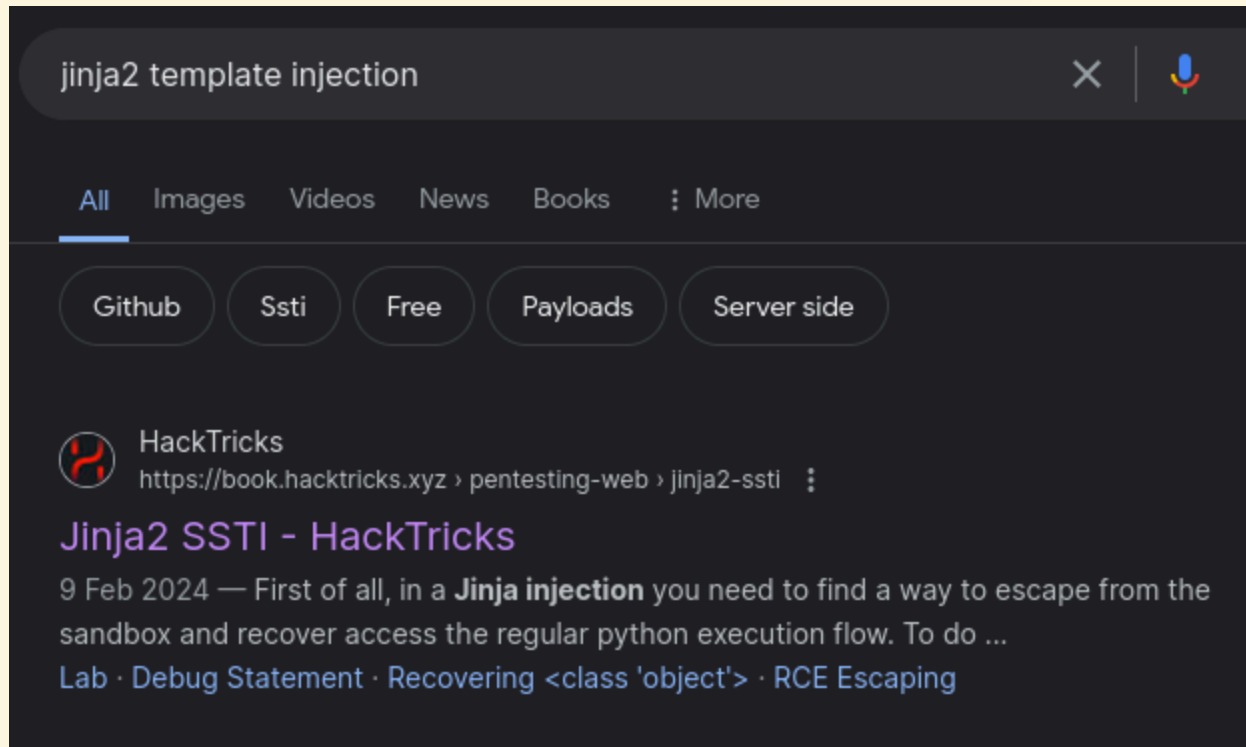 jinja2 template injection
All Images Videos News Books More
Github Ssti Free Payloads Server side
HackTricks
https://book.hacktricks.xyz › pentesting-web › jinja2-ssti
Jinja2 SSTI - HackTricks
9 Feb 2024 — First of all, in a Jinja injection you need to find a way to escape from the
sandbox and recover access the regular python execution flow. To do ...
Lab · Debug Statement · Recovering <class 'object'> · RCE Escaping